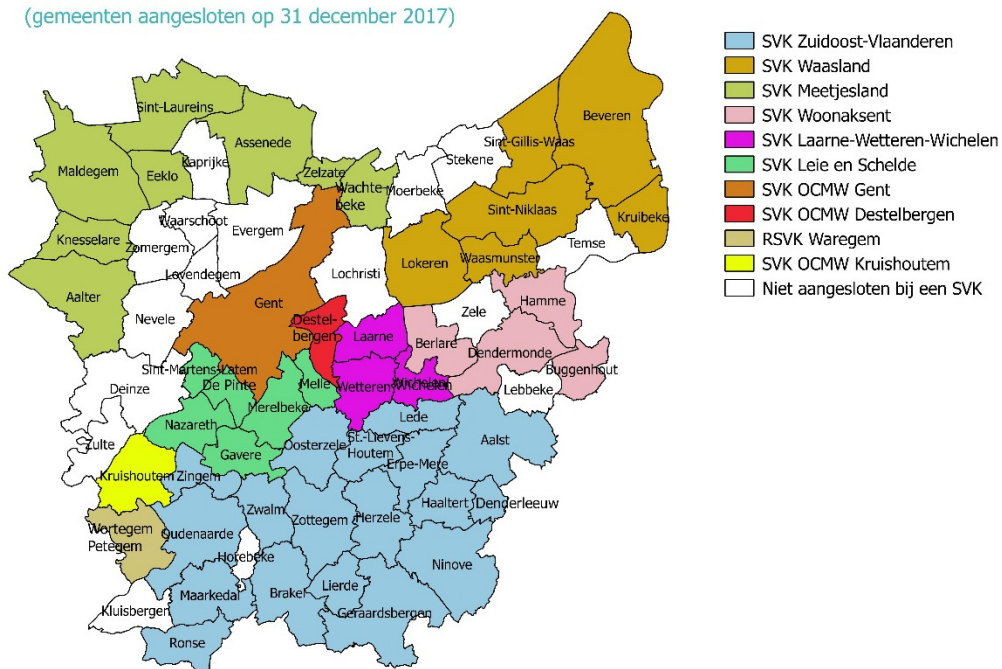 (gemeenten aangesloten op 31 december 2017)
SVK Zuidoost-Vlaanderen
SVK Waasland
SVK Meetjesland
SVK Woonaksent
SVK Laarne-Wetteren-Wichelen
SVK Leie en Schelde
SVK OCMW Gent
SVK OCMW Destelbergen
RSVK Waregem
SVK OCMW Kruishoutem
Niet aangesloten bij een SVK
Beveren
Sint-Laureins
Assenede
Sint-Gillis-Waas
Stekene
Kaprijke
Maldegem
Eeklo
Zelzate
Wachte-
beke
Moerbeke
Sint-Niklaas
Kruibeke
Waarschoot
Evergem
Knesselare
Zomergem
Temse
Lovendegem
Lochristi
Lokeren
Waasmunster
Aalter
Gent
Hamme
Zele
Nevele
Destel-
bergen
Laarne
Berlare
Dendermonde
Sint-Martens-Latem
Buggenhout
De Pinte
Melle
Deinze
Wetteren
Wichelen
Lebbeke
Merelbeke
Nazareth
Lede
St.-Lievens-
Houtem
Aalst
Zulte
Gavere
Oosterzele
Erpe-Mere
Kruishoutem
Zingem
Zwalm
Zottegem
Herzele
Haaltert
Denderleeuw
Wortegem
Petegem
Oudenaarde
Horebeke
Ninove
Maarkedal
Brakel
Lierde
Kluisbergen
Geraardsbergen
Ronse